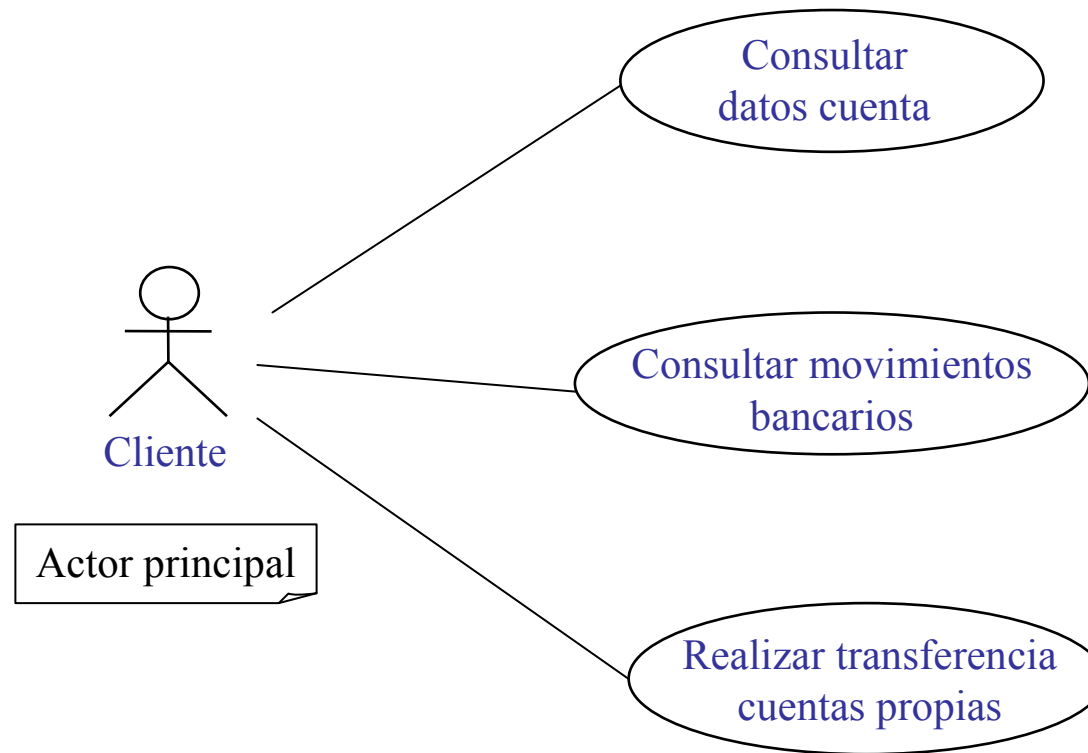 Consultar
datos cuenta
Consultar movimientos
bancarios
Cliente
Actor principal
Realizar transferencia
cuentas propias